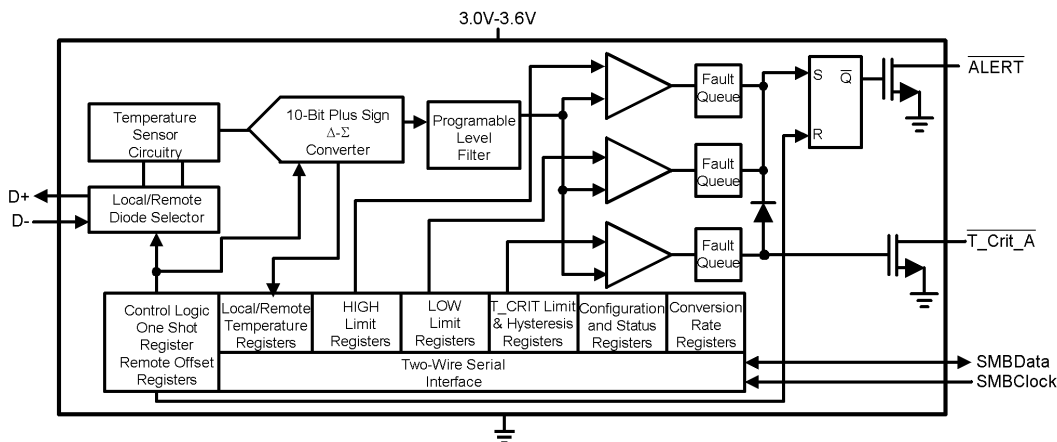 3.0V-3.6V
Temperature
Sensor
Circuitry
10-Bit Plus Sign
Δ-Σ
Converter
Programable
Level
Filter
Fault
Queue
S
Q
R
ALERT
D+
D-
Local/Remote
Diode Selector
Fault
Queue
Fault
Queue
T_Crit_A
Control Logic
One Shot
Register
Remote Offset
Registers
Local/Remote
Temperature
Registers
HIGH
Limit
Registers
LOW
Limit
Registers
T_CRIT Limit
& Hysteresis
Registers
Configuration
and Status
Registers
Conversion
Rate
Registers
Two-Wire Serial
Interface
SMBData
SMBClock